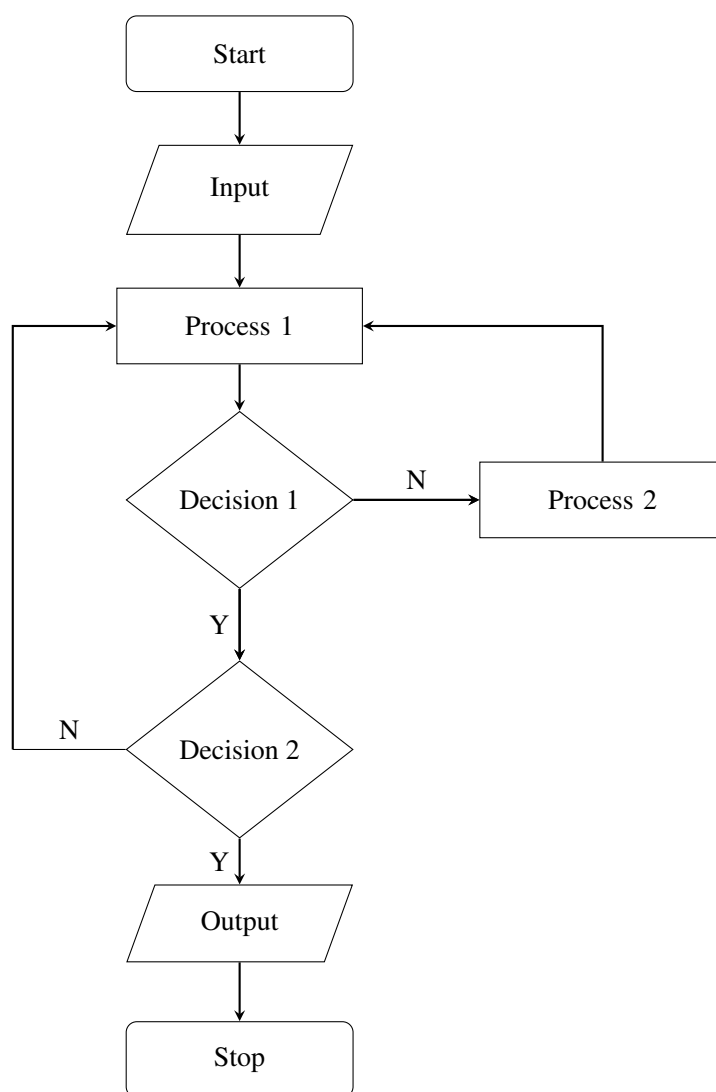 Start
Input
Process 1
Decision 1
N
Process 2
Y
N
Decision 2
Y
Output
Stop